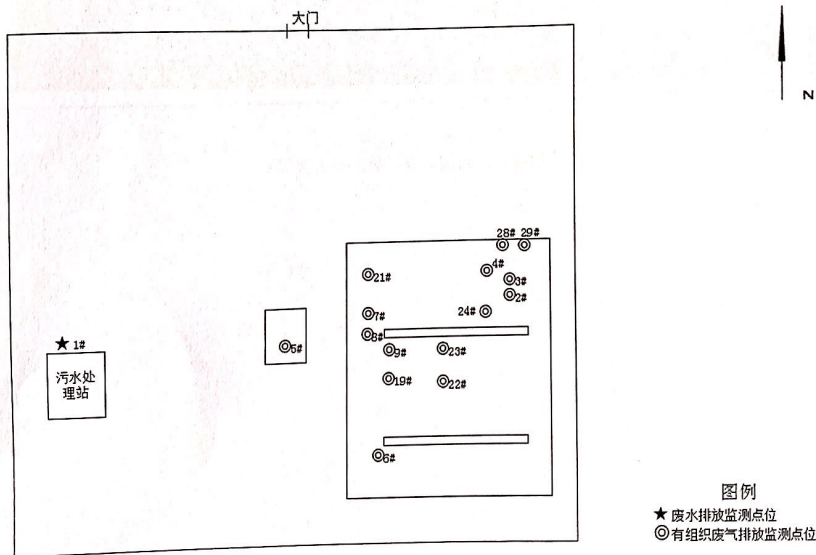 大门
N
28# 29#
4#
21#
3#
2#
7#
24#
8#
1#
5#
9#
23#
污水处
理站
19#
22#
6#
图例
★ 废水排放监测点位
◎ 有组织废气排放监测点位